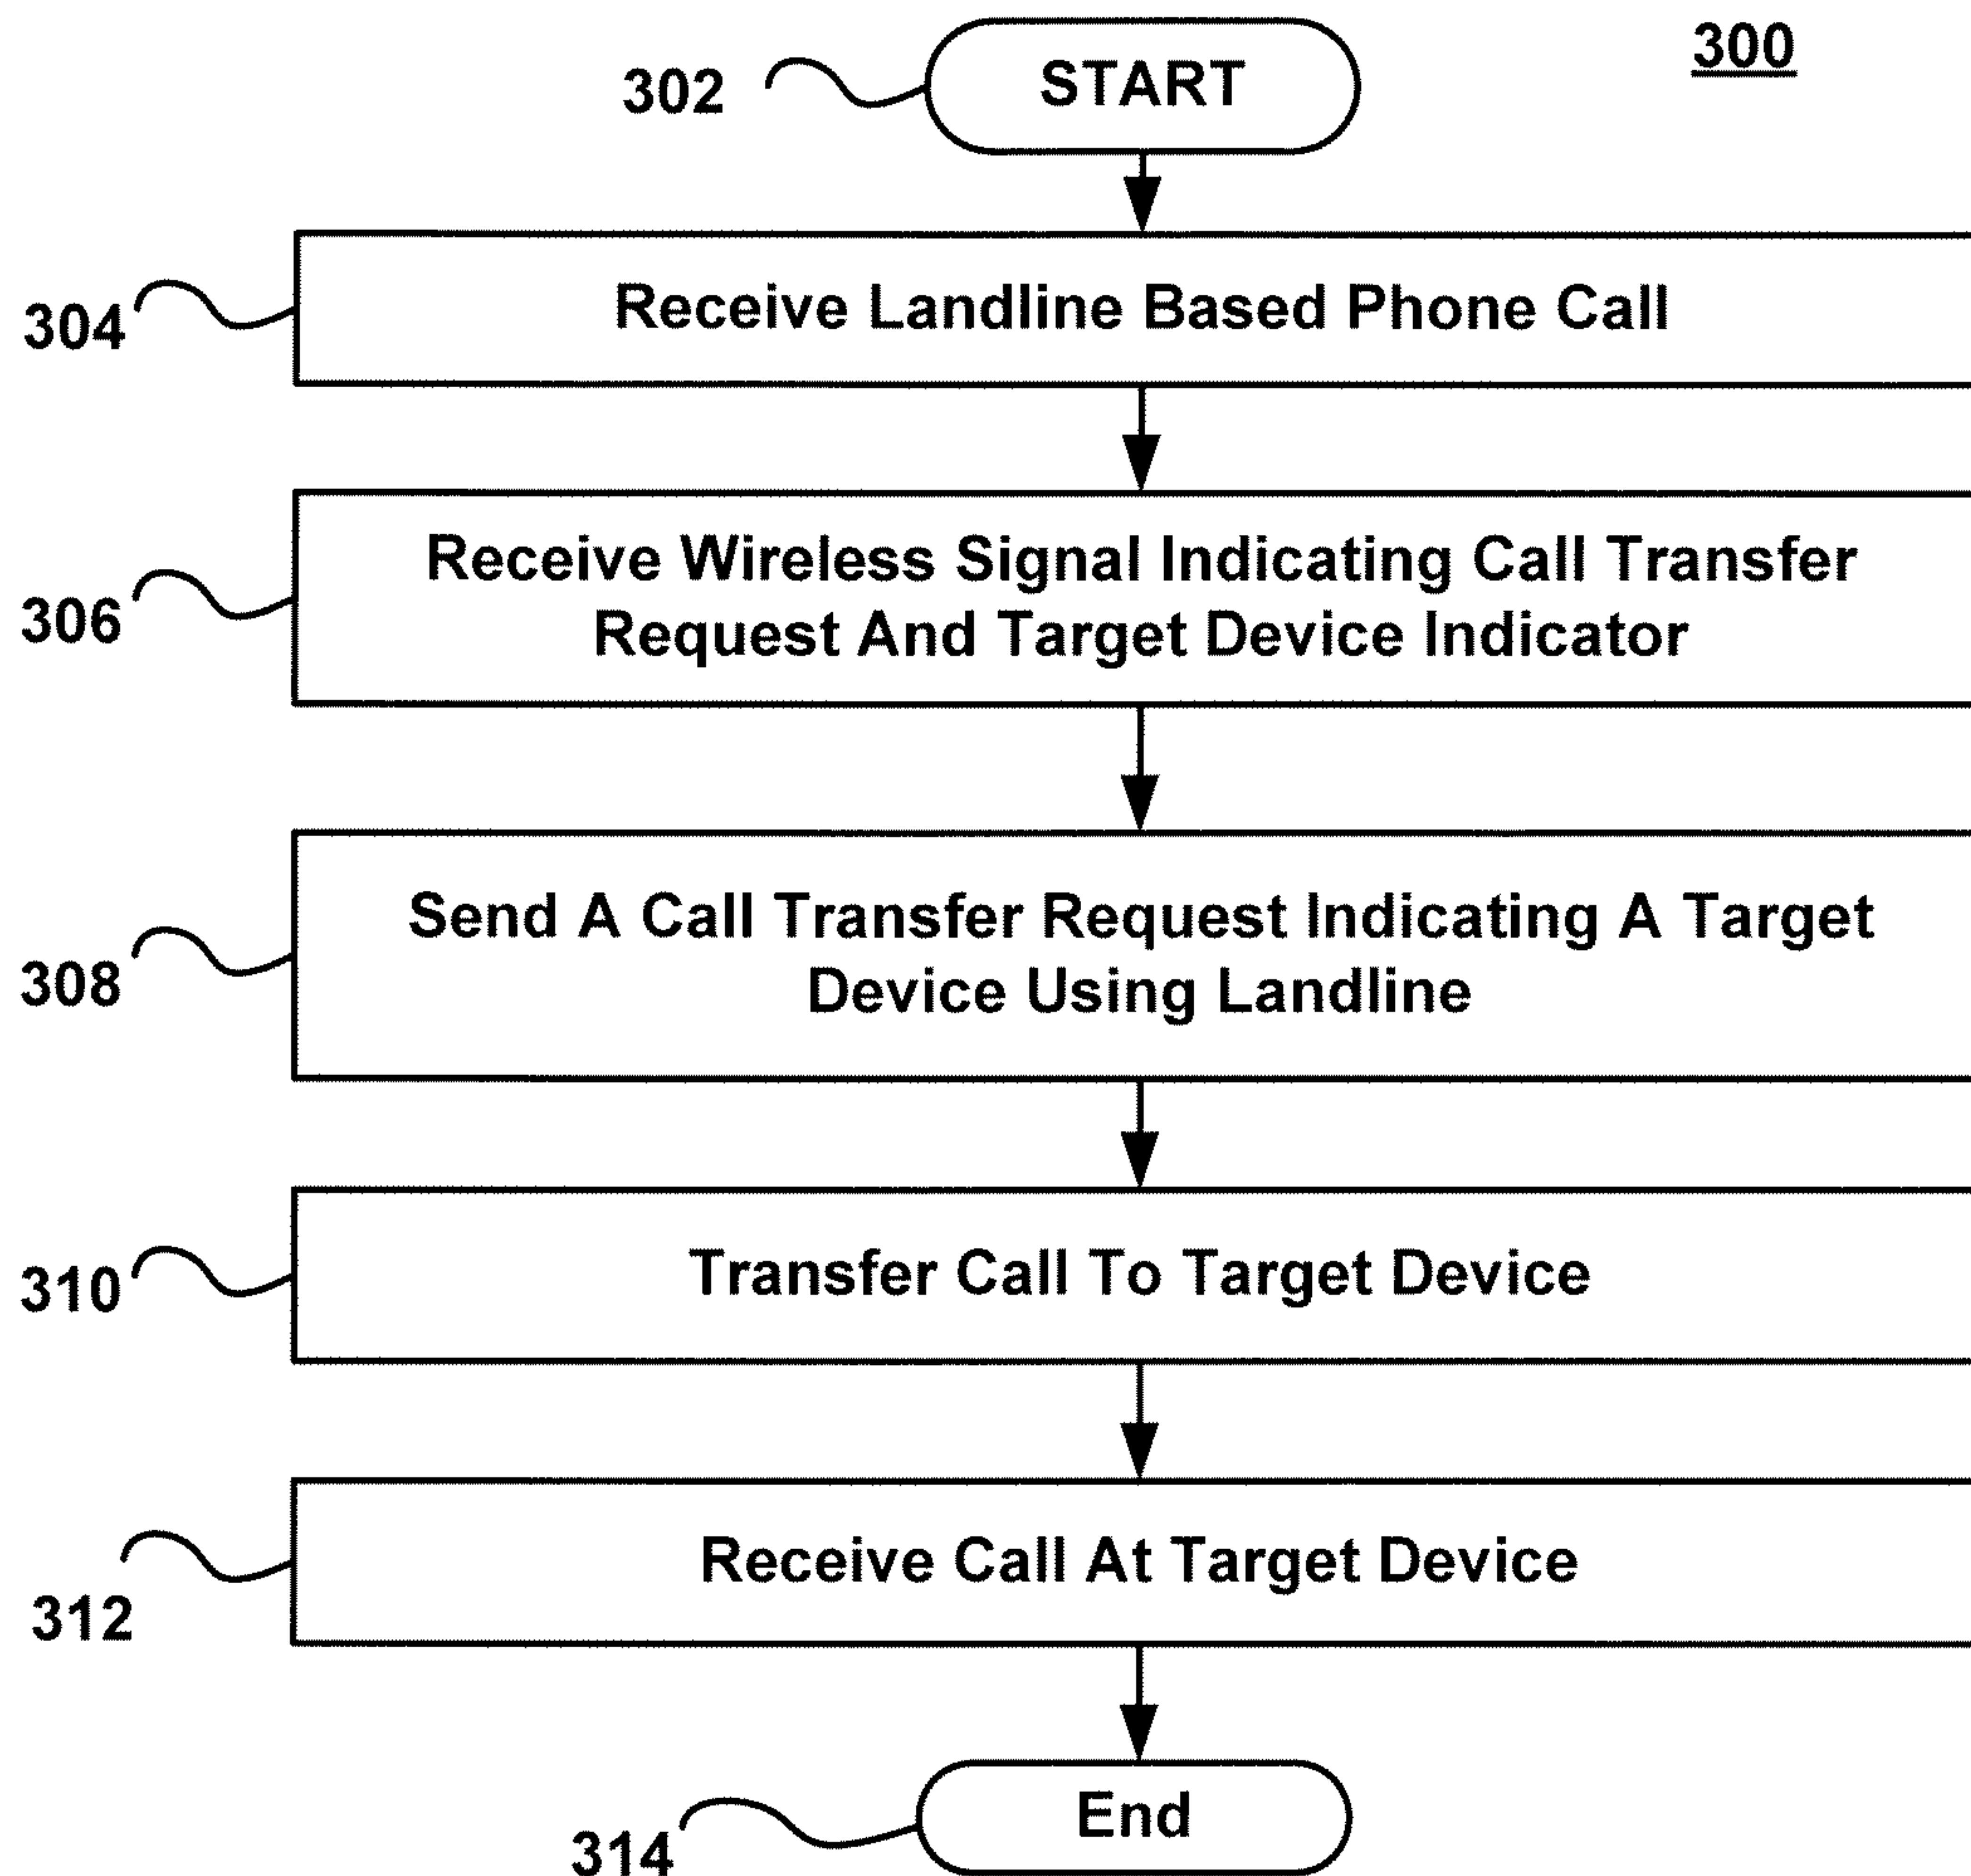 300
302
START
304
Receive Landline Based Phone Call
306
Receive Wireless Signal Indicating Call Transfer
Request And Target Device Indicator
308
Send A Call Transfer Request Indicating A Target
Device Using Landline
310
Transfer Call To Target Device
312
Receive Call At Target Device
314
End